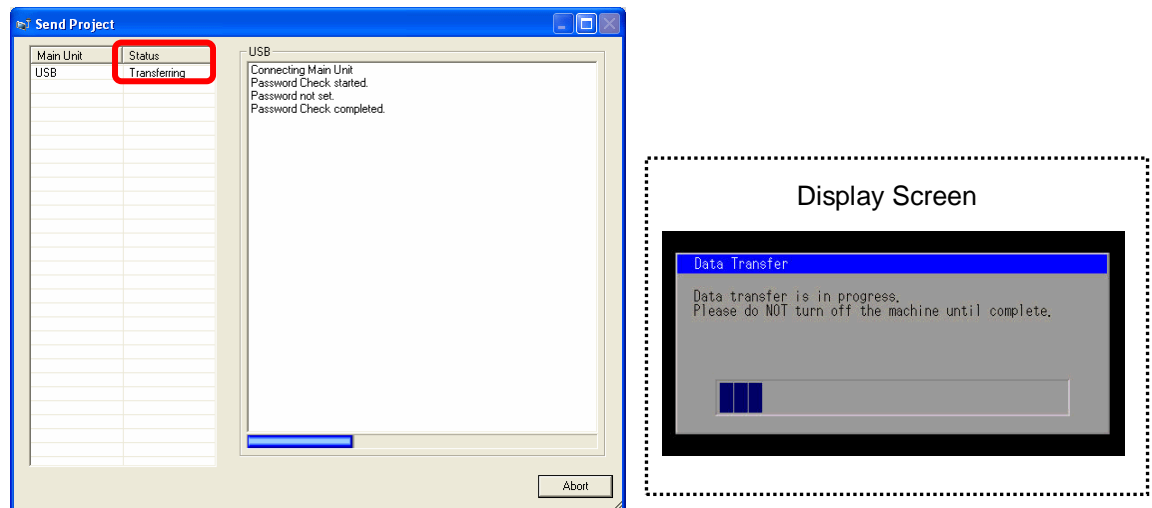 Send Project
Main Unit Status
USB Transferring
USB
Connecting Main Unit
Password Check started.
Password not set.
Password Check completed.
Abort
Display Screen
Data Transfer
Data transfer is in progress.
Please do NOT turn off the machine until complete.